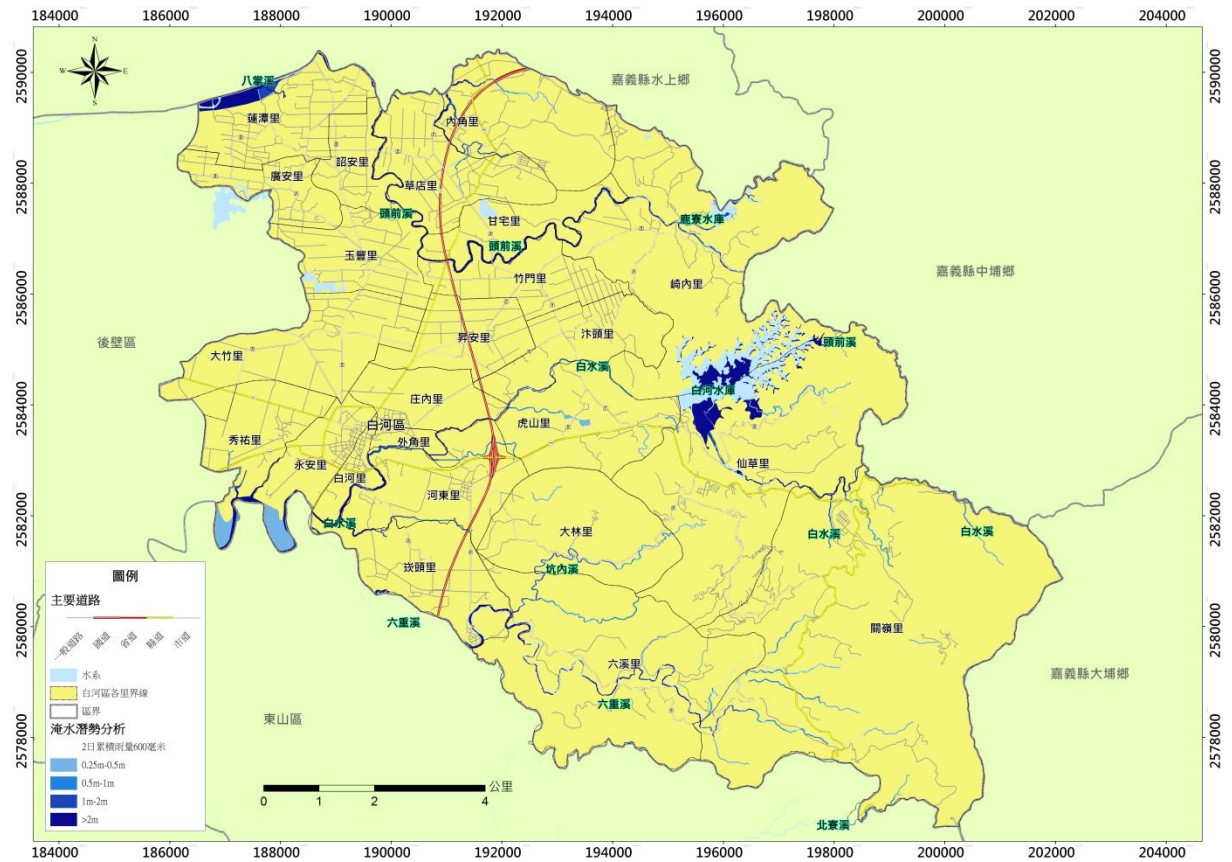 184000 186000 188000 190000 192000 194000 196000 198000 200000 202000 204000
2590000 2590000
N
W E
S
八掌溪
嘉義縣水上鄉
蓮潭里
內角里
詔安里
廣安里
草店里
2588000 2588000
頭前溪
甘宅里
鹿寮水庫
頭前溪
玉豐里
竹門里
崎內里
嘉義縣中埔鄉
2586000 2586000
後壁區
昇安里
汴頭里
頭前溪
大竹里
白水溪
白河水庫
2584000 2584000
庄內里
白河區
虎山里
秀祐里
外角里
永安里
白河里
仙草里
河東里
2582000 2582000
白水溪
大林里
白水溪
白水溪
崁頭里
坑內溪
六重溪
2580000 2580000
關嶺里
六溪里
嘉義縣大埔鄉
六重溪
東山區
2578000 2578000
北寮溪
圖例
主要道路
一般道路 國道 省道 縣道 市道
水系
白河區各里界線
區界
淹水潛勢分析
2日累積雨量600毫米
0.25m-0.5m
0.5m-1m
1m-2m
>2m
公里
0 1 2 4
184000 186000 188000 190000 192000 194000 196000 198000 200000 202000 204000